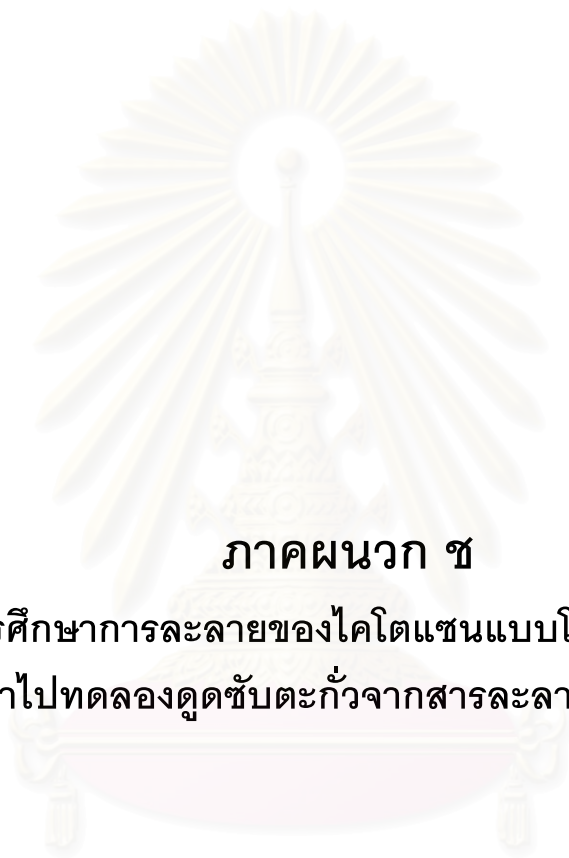 ภาคผนวก ช
รศึกษาการละลายของไคโตแซนแบบโ
าไปทดลองดูดซับตะกั่วจากสารละลา